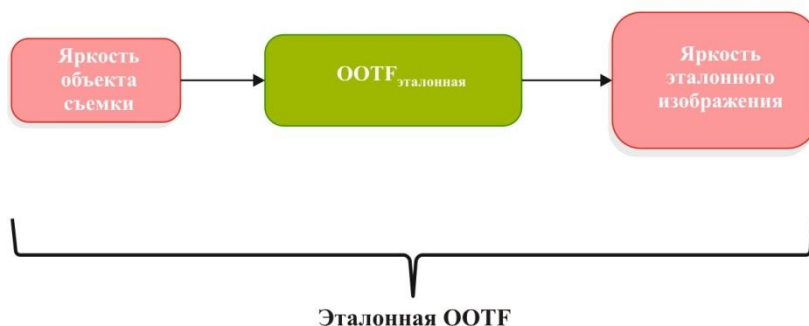 Яркость
объекта
съемки
OOTFэталонная
Яркость
эталонного
изображения
Эталонная OOTF